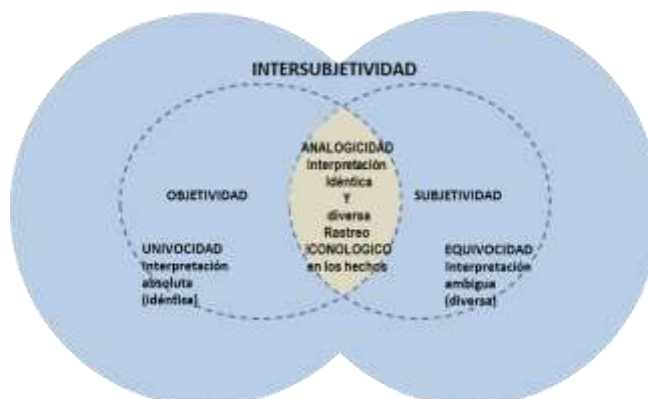 INTERSUBJETIVIDAD
ANALOGICIDAD
Interpretación
Idéntica
Y
diversa
Rastreo
ICONOLOGICO
en los hechos
OBJETIVIDAD
SUBJETIVIDAD
UNIVOCIDAD
Interpretación
absoluta
(idéntica)
EQUIVOCIDAD
Interpretación
ambigua
(diversa)